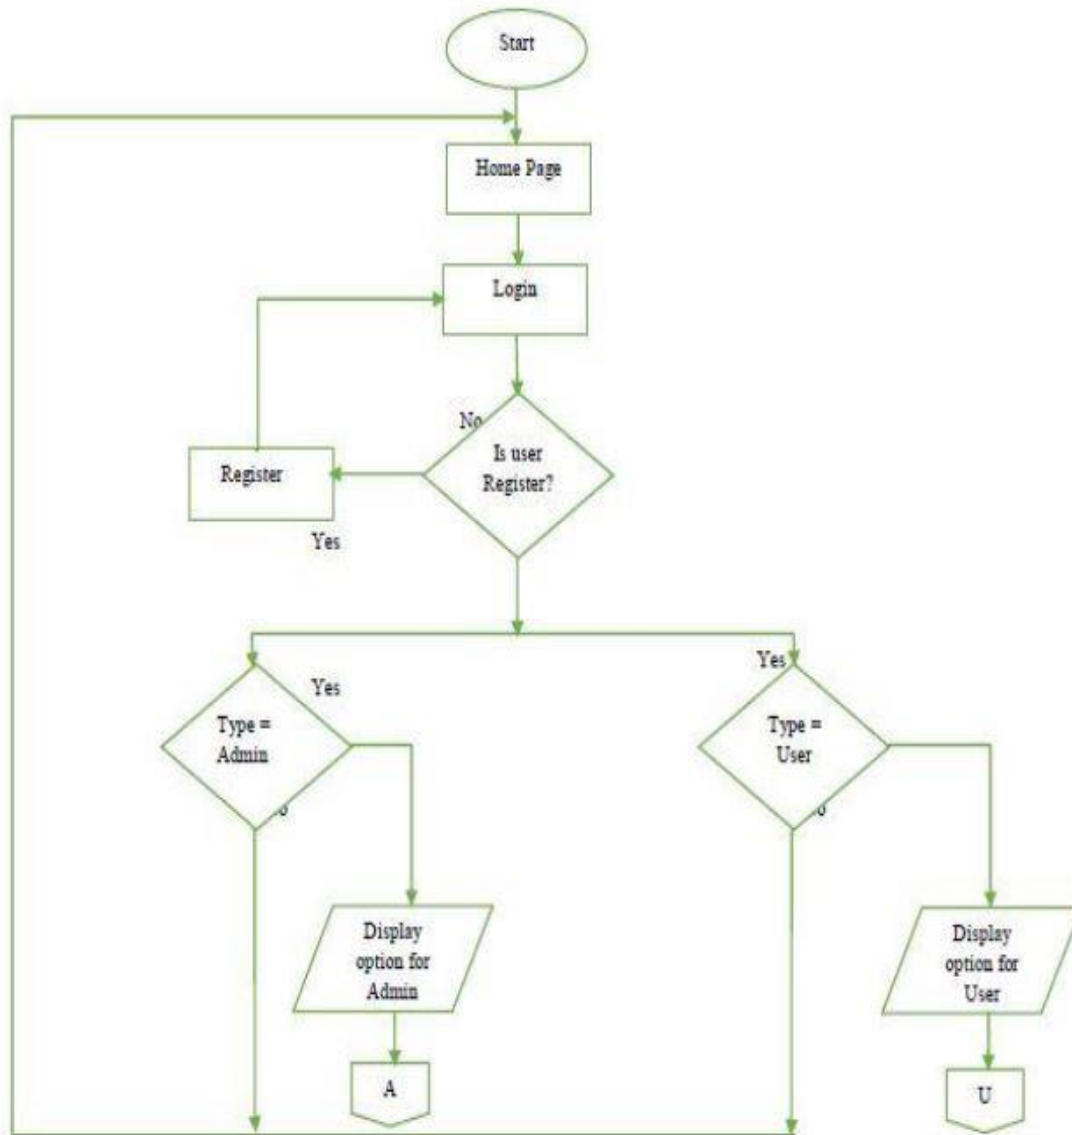 Start
Home Page
Login
No
Is user
Register?
Register
Yes
Yes
Yes
Type =
Admin
Type =
User
Display
option for
Admin
Display
option for
User
A
U